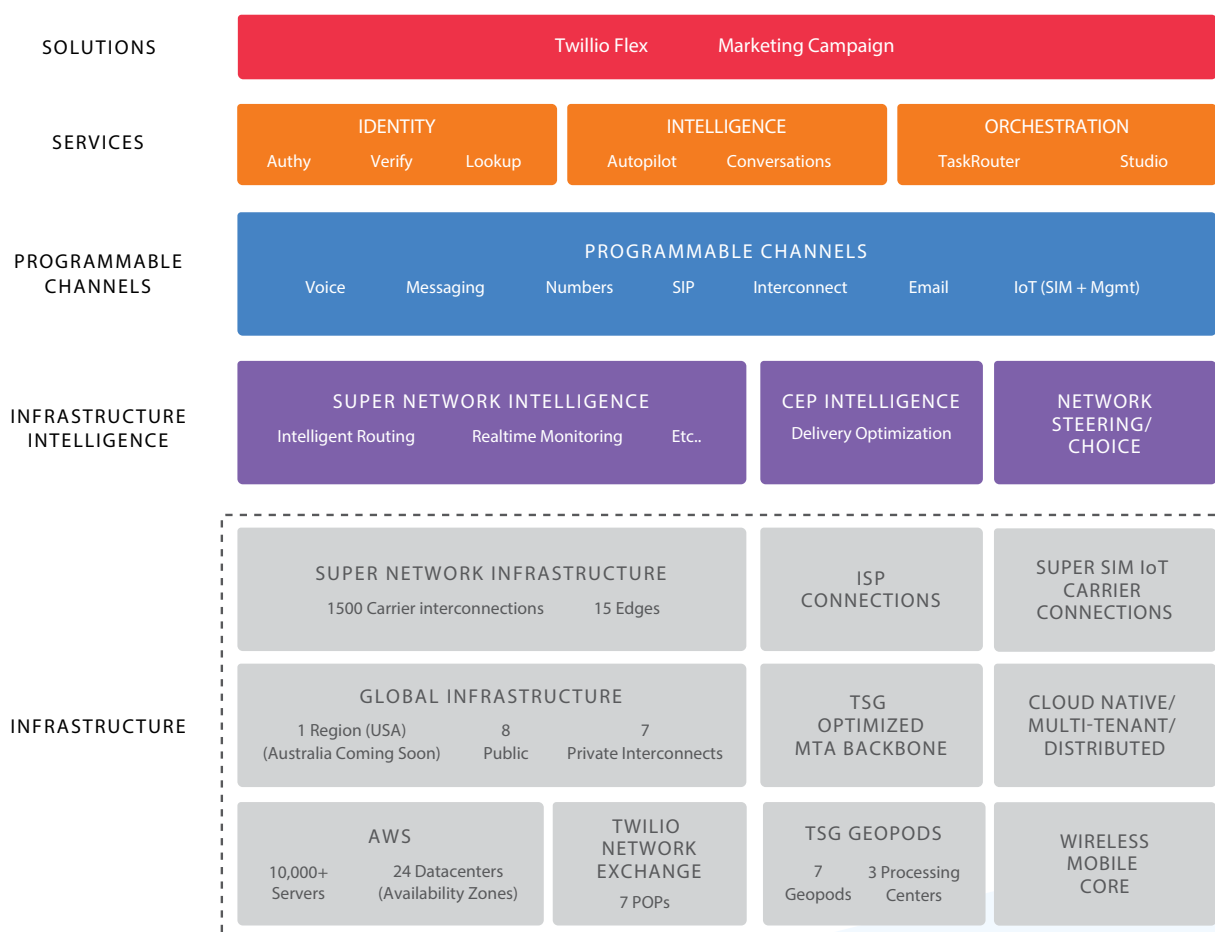 SOLUTIONS
Twillio Flex Marketing Campaign
SERVICES
IDENTITY
Authy Verify Lookup
INTELLIGENCE
Autopilot Conversations
ORCHESTRATION
TaskRouter Studio
PROGRAMMABLE
CHANNELS
PROGRAMMABLE CHANNELS
Voice Messaging Numbers SIP Interconnect Email IoT (SIM + Mgmt)
INFRASTRUCTURE
INTELLIGENCE
SUPER NETWORK INTELLIGENCE
Intelligent Routing Realtime Monitoring Etc..
CEP INTELLIGENCE
Delivery Optimization
NETWORK
STEERING/
CHOICE
INFRASTRUCTURE
SUPER NETWORK INFRASTRUCTURE
1500 Carrier interconnections 15 Edges
ISP
CONNECTIONS
SUPER SIM IoT
CARRIER
CONNECTIONS
GLOBAL INFRASTRUCTURE
1 Region (USA)
(Australia Coming Soon)
8
Public
7
Private Interconnects
TSG
OPTIMIZED
MTA BACKBONE
CLOUD NATIVE/
MULTI-TENANT/
DISTRIBUTED
AWS
10,000+
Servers
24 Datacenters
(Availability Zones)
TWILIO
NETWORK
EXCHANGE
7 POPs
TSG GEOPODS
7
Geopods
3 Processing
Centers
WIRELESS
MOBILE
CORE